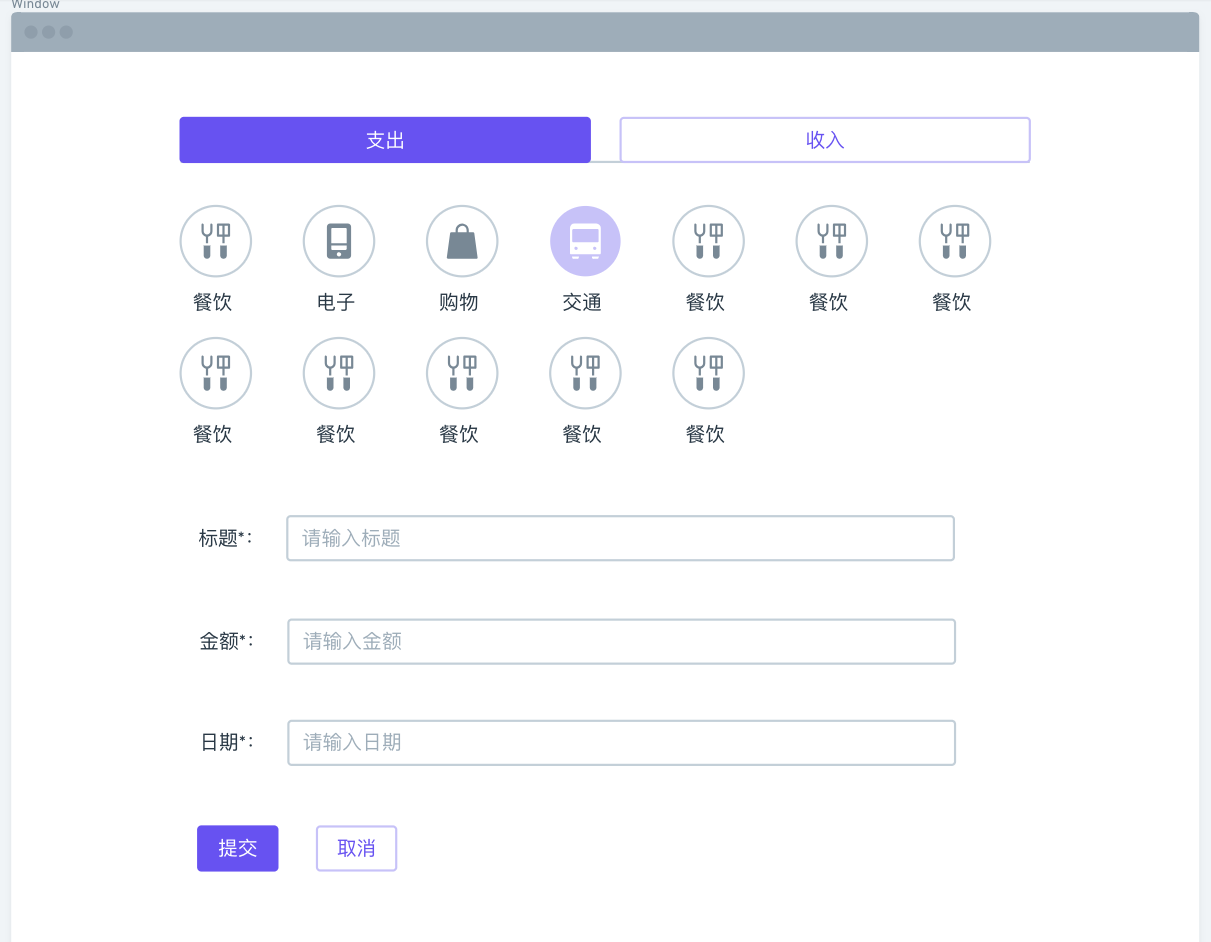 Window
支出 收入
餐饮 电子 购物 交通 餐饮 餐饮 餐饮
餐饮 餐饮 餐饮 餐饮 餐饮
标题*： 请输入标题
金额*： 请输入金额
日期*： 请输入日期
提交 取消